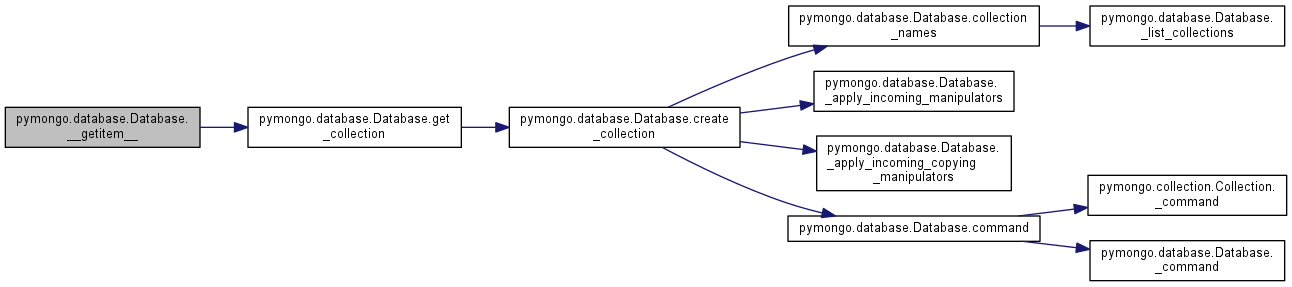 pymongo.database.Database.
__getitem__
pymongo.database.Database.get
_collection
pymongo.database.Database.create
_collection
pymongo.database.Database.collection
_names
pymongo.database.Database.
_list_collections
pymongo.database.Database.
_apply_incoming_manipulators
pymongo.database.Database.
_apply_incoming_copying
_manipulators
pymongo.database.Database.command
pymongo.collection.Collection.
_command
pymongo.database.Database.
_command